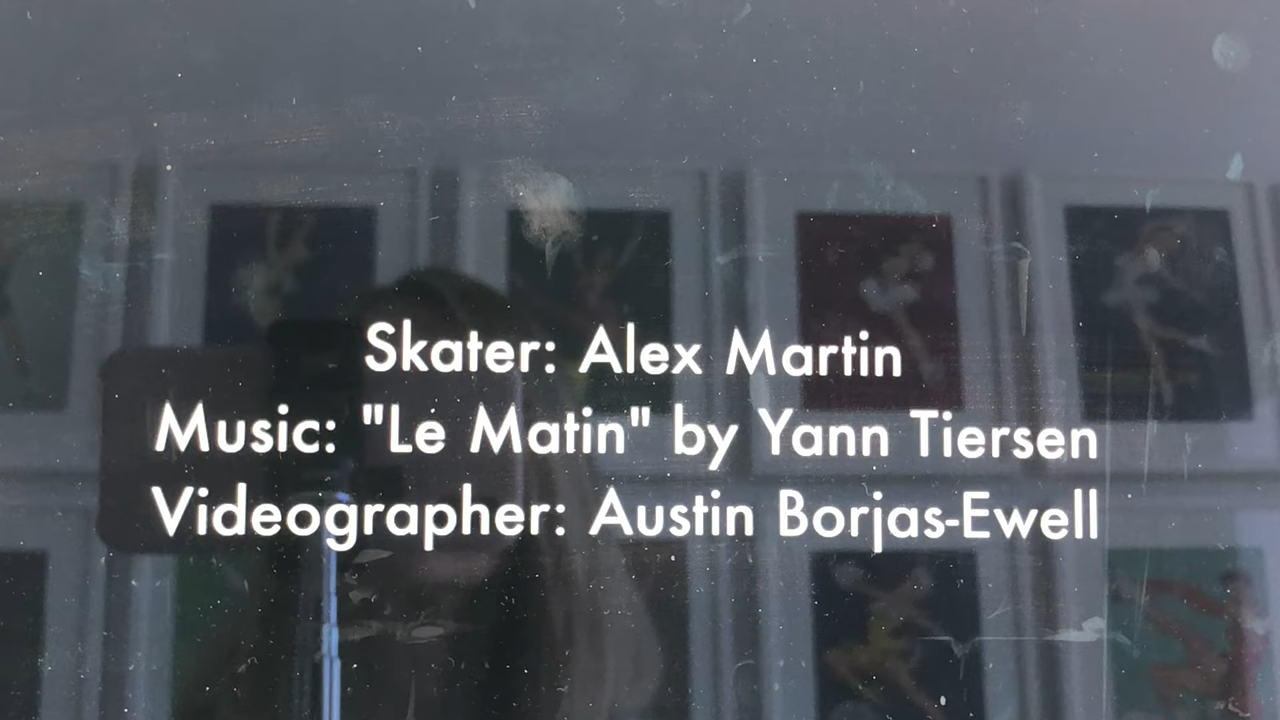 Skater: Alex Martin
Music: "Le Matin" by Yann Tiersen
Videographer: Austin Borjas-Ewell